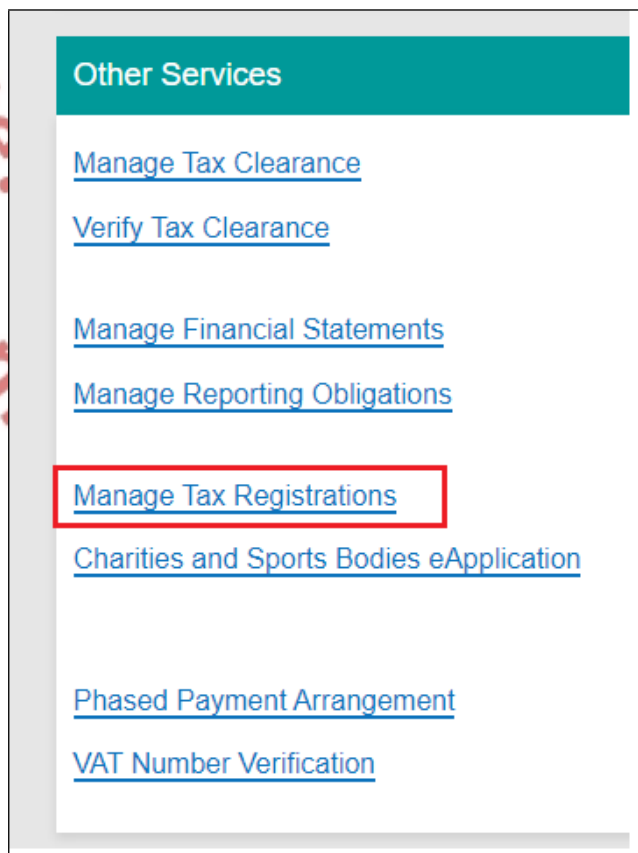 Other Services
Manage Tax Clearance
Verify Tax Clearance
Manage Financial Statements
Manage Reporting Obligations
Manage Tax Registrations
Charities and Sports Bodies eApplication
Phased Payment Arrangement
VAT Number Verification